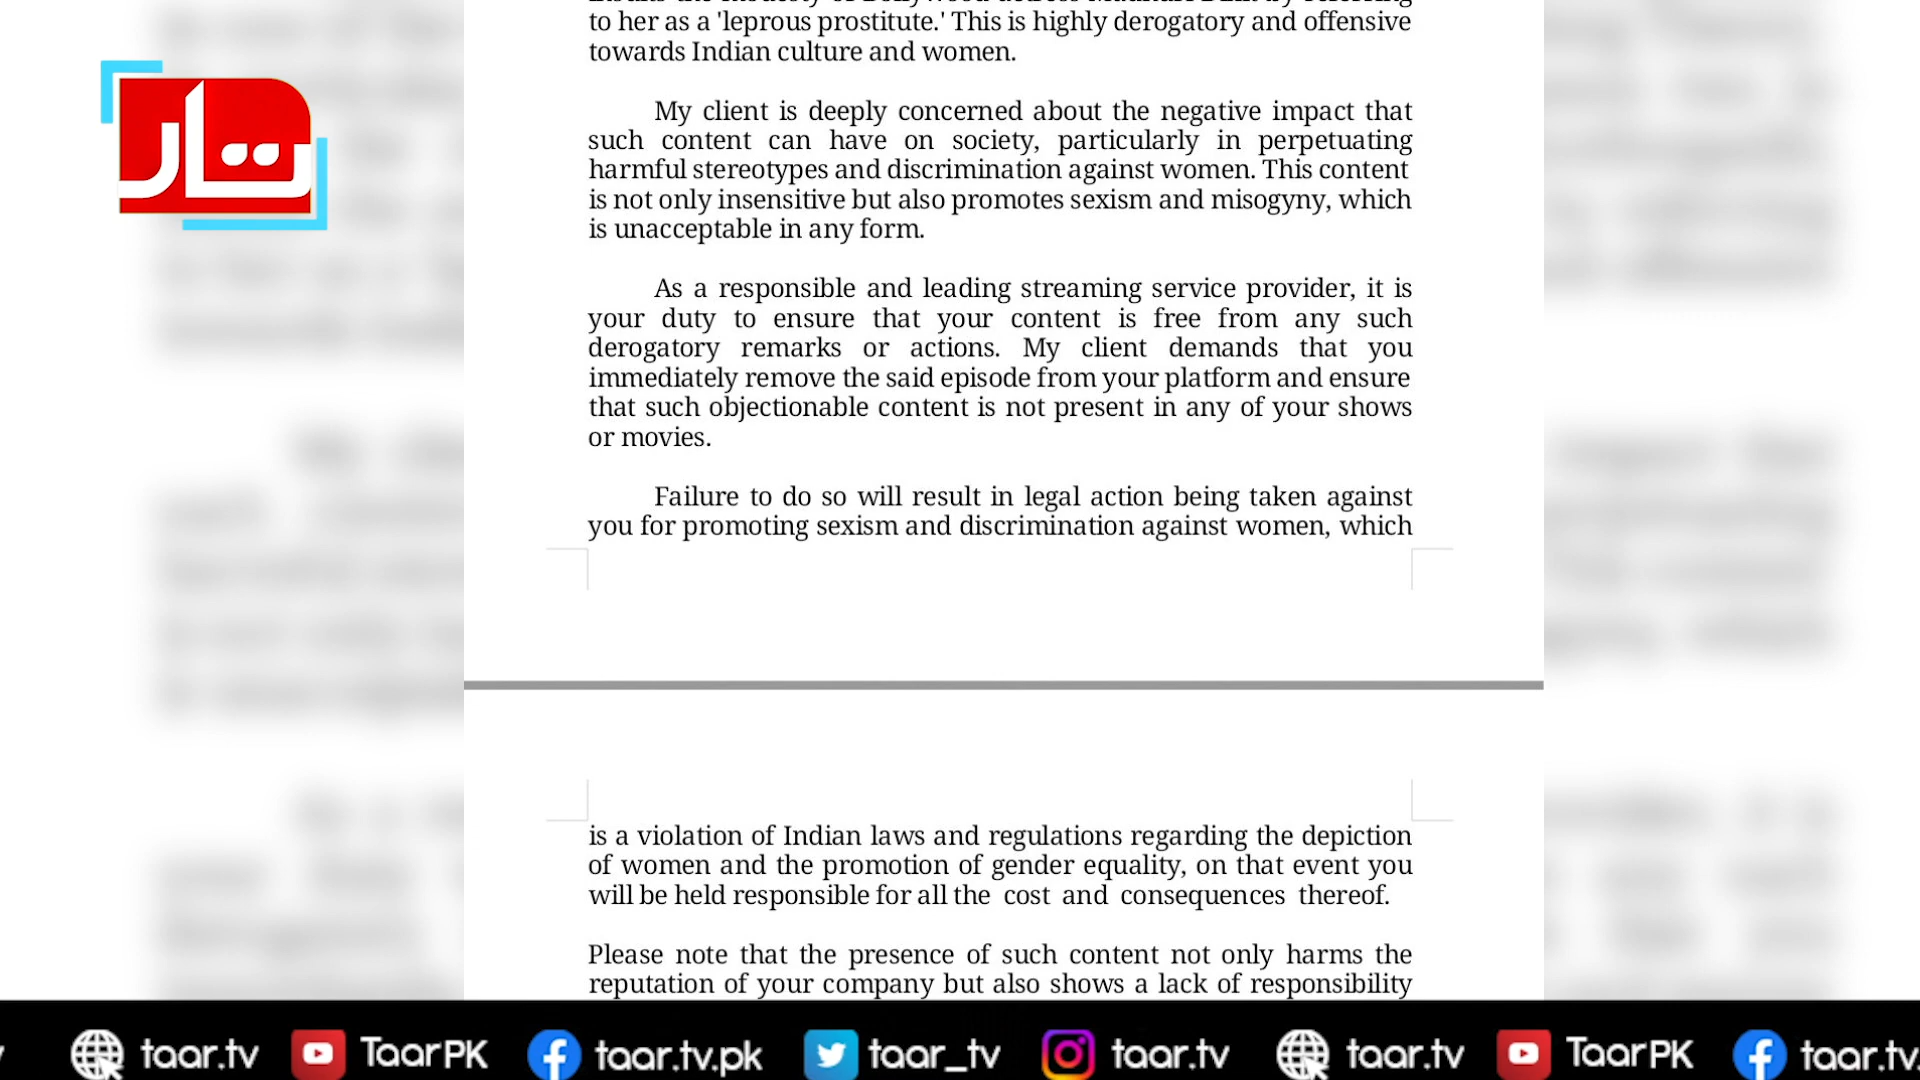 تار
to her as a 'leprous prostitute.' This is highly derogatory and offensive
towards Indian culture and women.
My client is deeply concerned about the negative impact that
such content can have on society, particularly in perpetuating
harmful stereotypes and discrimination against women. This content
is not only insensitive but also promotes sexism and misogyny, which
is unacceptable in any form.
As a responsible and leading streaming service provider, it is
your duty to ensure that your content is free from any such
derogatory remarks or actions. My client demands that you
immediately remove the said episode from your platform and ensure
that such objectionable content is not present in any of your shows
or movies.
Failure to do so will result in legal action being taken against
you for promoting sexism and discrimination against women, which
is a violation of Indian laws and regulations regarding the depiction
of women and the promotion of gender equality, on that event you
will be held responsible for all the cost and consequences thereof.
Please note that the presence of such content not only harms the
reputation of your company but also shows a lack of responsibility
taar.tv TaarPK taar.tv.pk taar_tv taar.tv taar.tv TaarPK taar.tv.